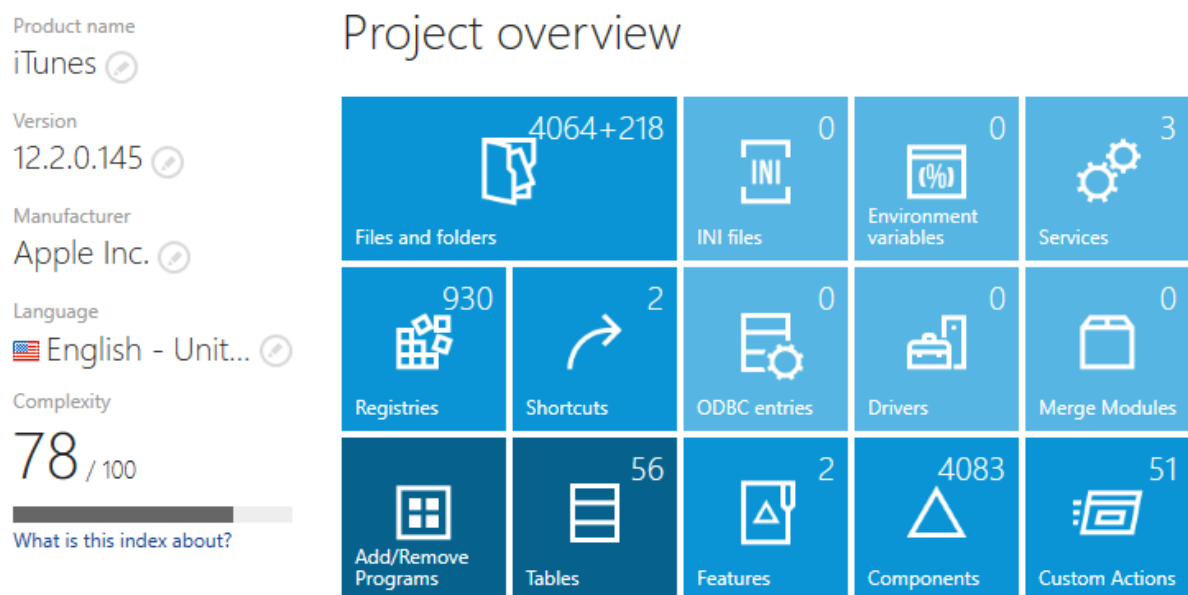 Product name
iTunes
Version
12.2.0.145
Manufacturer
Apple Inc.
Language
English - Unit...
Complexity
78 / 100
What is this index about?
Project overview
4064+218
Files and folders
0
INI
INI files
0
(%)
Environment
variables
3
Services
930
Registries
2
Shortcuts
0
ODBC entries
0
Drivers
0
Merge Modules
Add/Remove
Programs
56
Tables
2
Features
4083
Components
51
Custom Actions